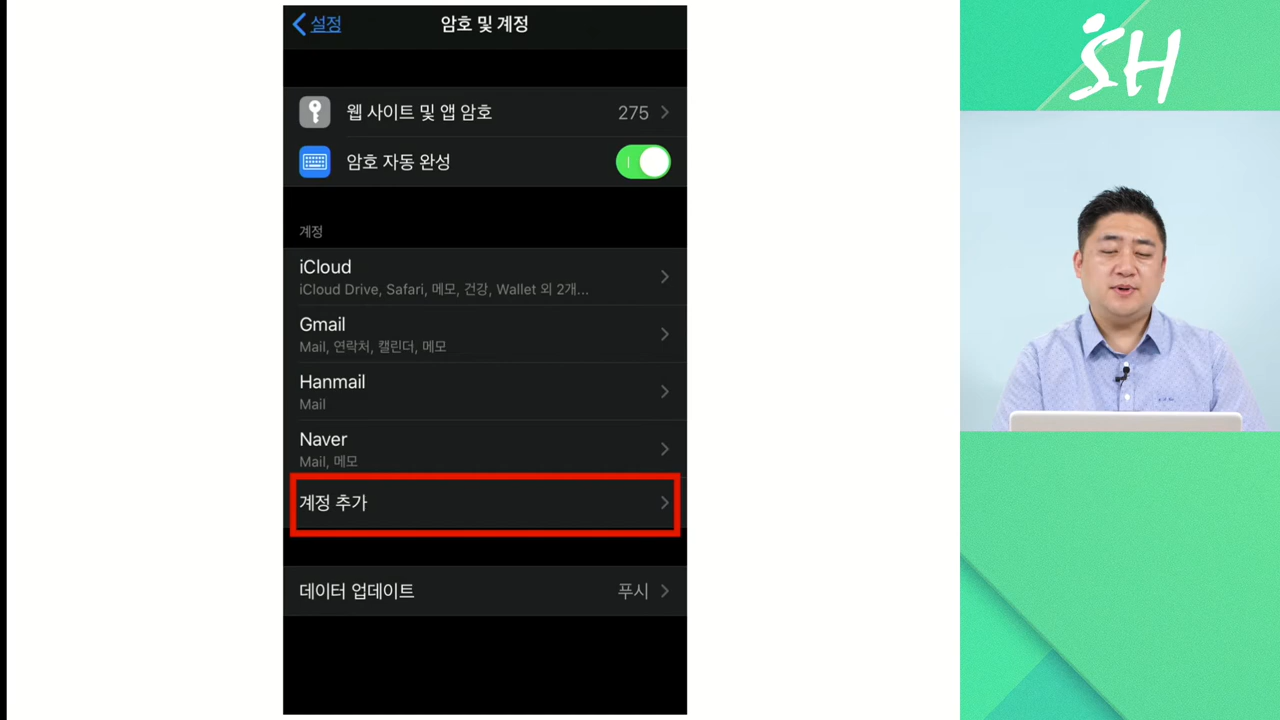 설정
암호 및 계정
웹 사이트 및 앱 암호 275
암호 자동 완성
계정
iCloud
iCloud Drive, Safari, 메모, 건강, Wallet 외 2개...
Gmail
Mail, 연락처, 캘린더, 메모
Hanmail
Mail
Naver
Mail, 메모
계정 추가
데이터 업데이트 푸시
SH